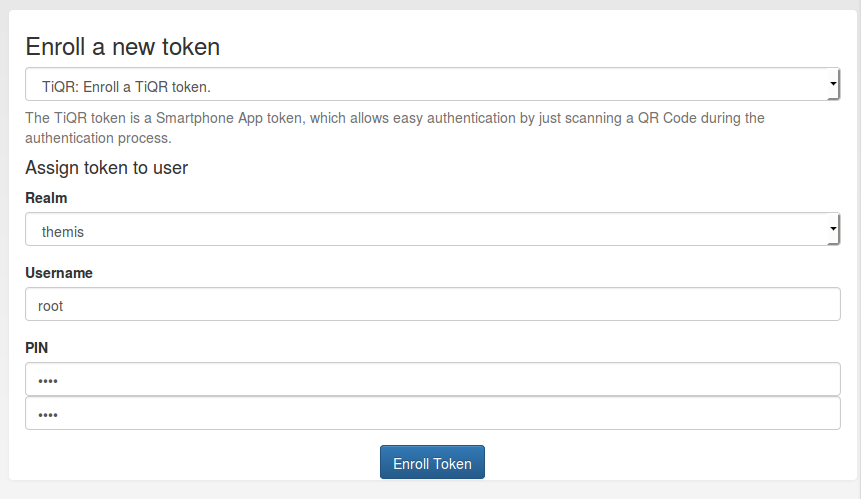 Enroll a new token
TiQR: Enroll a TiQR token.
The TiQR token is a Smartphone App token, which allows easy authentication by just scanning a QR Code during the
authentication process.
Assign token to user
Realm
themis
Username
root
PIN
••••
••••
Enroll Token